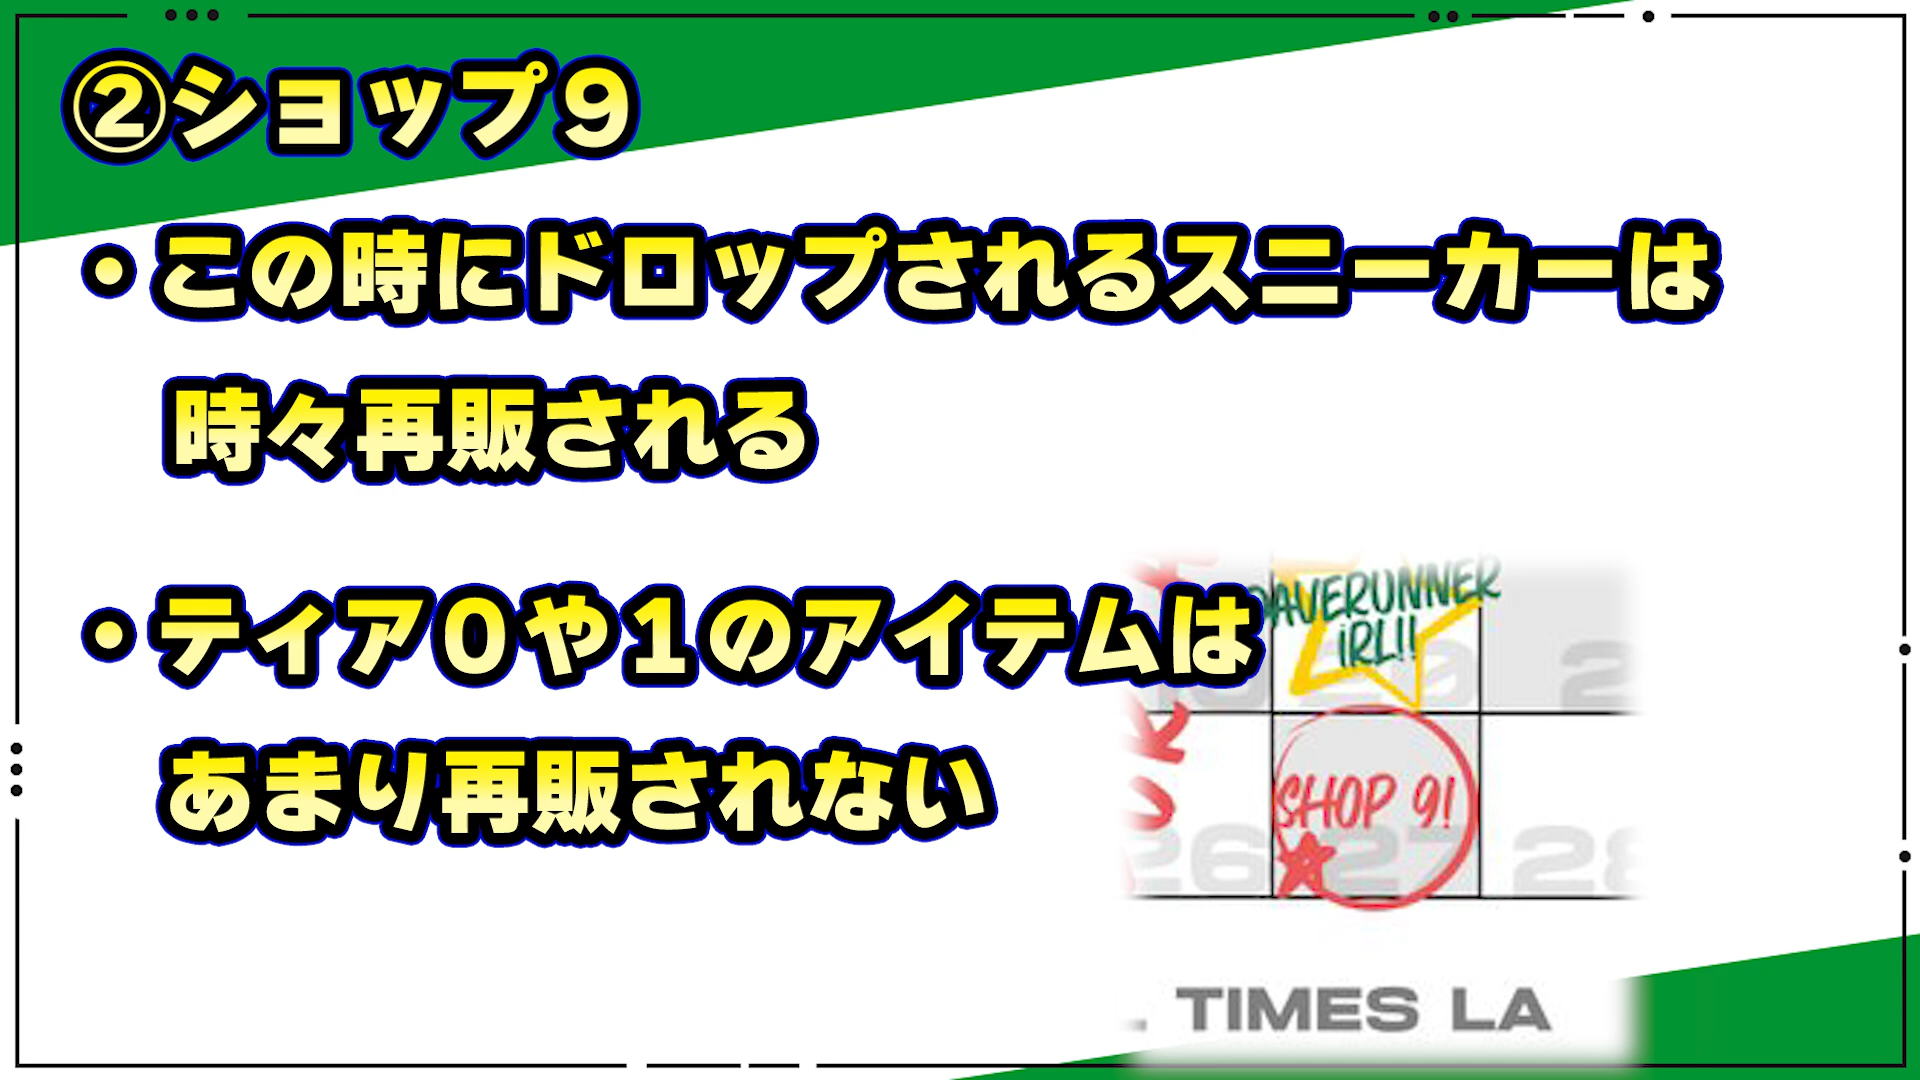 ②ショップ９
・この時にドロップされるスニーカーは
時々再販される
・ティア０や１のアイテムは
あまり再販されない
IRL!!
SHOP 9!
26 27 28
TIMES LA